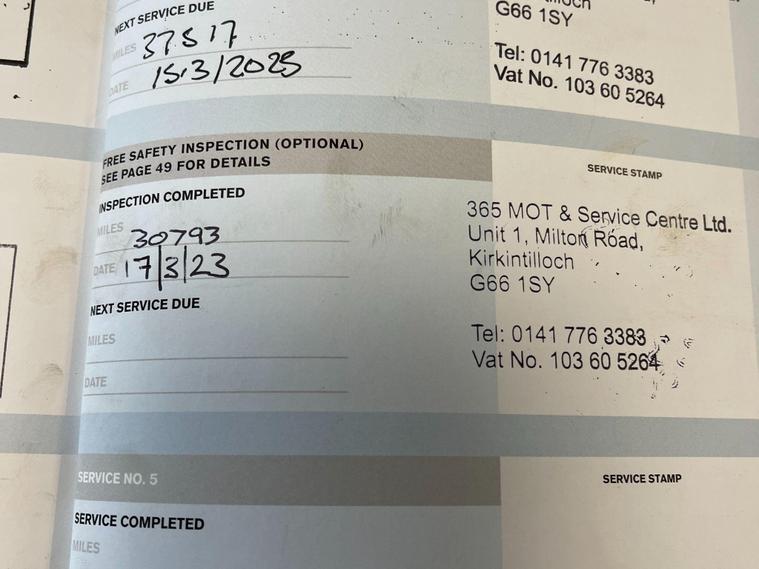 NEXT SERVICE DUE
MILES 37517
DATE 15.3/2025
G66 1SY
Tel: 0141 776 3383
Vat No. 103 60 5264
FREE SAFETY INSPECTION (OPTIONAL)
SEE PAGE 49 FOR DETAILS
INSPECTION COMPLETED
MILES 30793
DATE 17/3/23
NEXT SERVICE DUE
MILES
DATE
SERVICE STAMP
365 MOT & Service Centre Ltd.
Unit 1, Milton Road,
Kirkintilloch
G66 1SY
Tel: 0141 776 3383
Vat No. 103 60 5264
SERVICE NO. 5
SERVICE COMPLETED
MILES
SERVICE STAMP